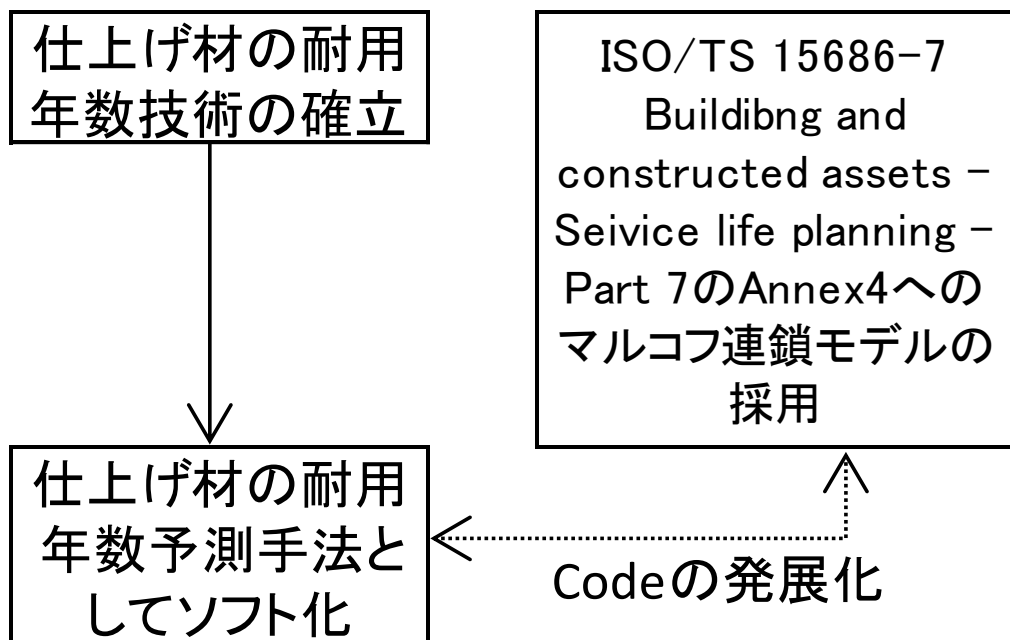 仕上げ材の耐用
年数技術の確立
ISO/TS 15686-7
Buildibng and
constructed assets -
Seivice life planning -
Part 7のAnnex4への
マルコフ連鎖モデルの
採用
仕上げ材の耐用
年数予測手法と
してソフト化
Codeの発展化